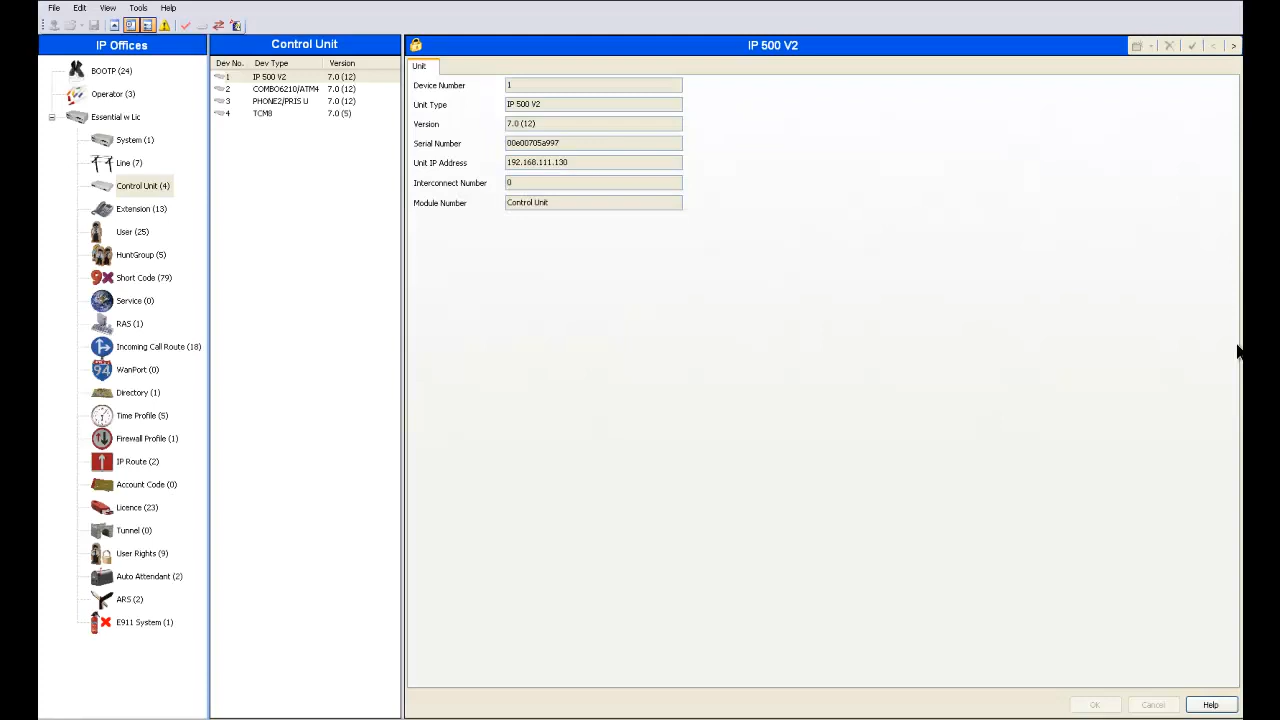 File Edit View Tools Help
IP Offices
BOOTP (24)
Operator (3)
Essential w Lic
System (1)
Line (7)
Control Unit (4)
Extension (13)
User (25)
HuntGroup (5)
Short Code (79)
Service (0)
RAS (1)
Incoming Call Route (18)
WanPort (0)
Directory (1)
Time Profile (5)
Firewall Profile (1)
IP Route (2)
Account Code (0)
Licence (23)
Tunnel (0)
User Rights (9)
Auto Attendant (2)
ARS (2)
E911 System (1)
Control Unit
Dev No. Dev Type Version
1 IP 500 V2 7.0 (12)
2 COMBO6210/ATM4 7.0 (12)
3 PHONE2/PRIS U 7.0 (12)
4 TCM8 7.0 (5)
IP 500 V2
Unit
Device Number 1
Unit Type IP 500 V2
Version 7.0 (12)
Serial Number 00e00705a997
Unit IP Address 192.168.111.130
Interconnect Number 0
Module Number Control Unit
OK Cancel Help